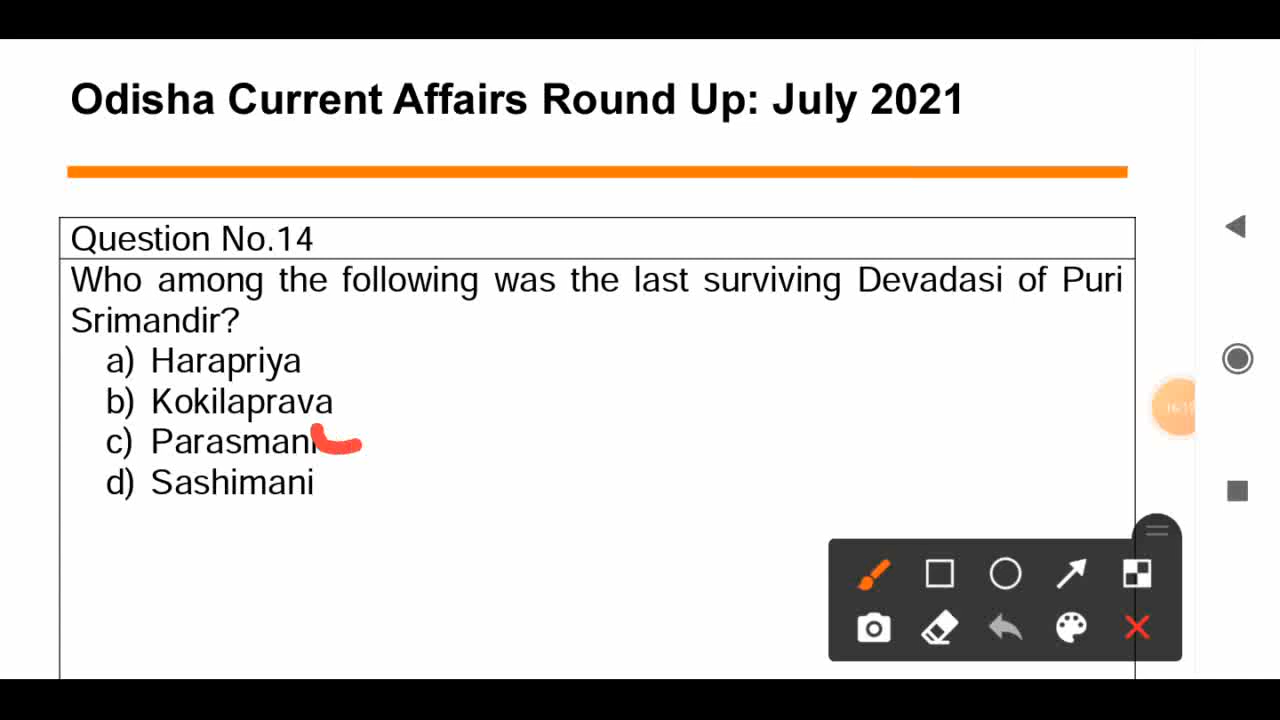 Odisha Current Affairs Round Up: July 2021
Question No.14
Who among the following was the last surviving Devadasi of Puri
Srimandir?
a) Harapriya
b) Kokilaprava
c) Parasmani
d) Sashimani